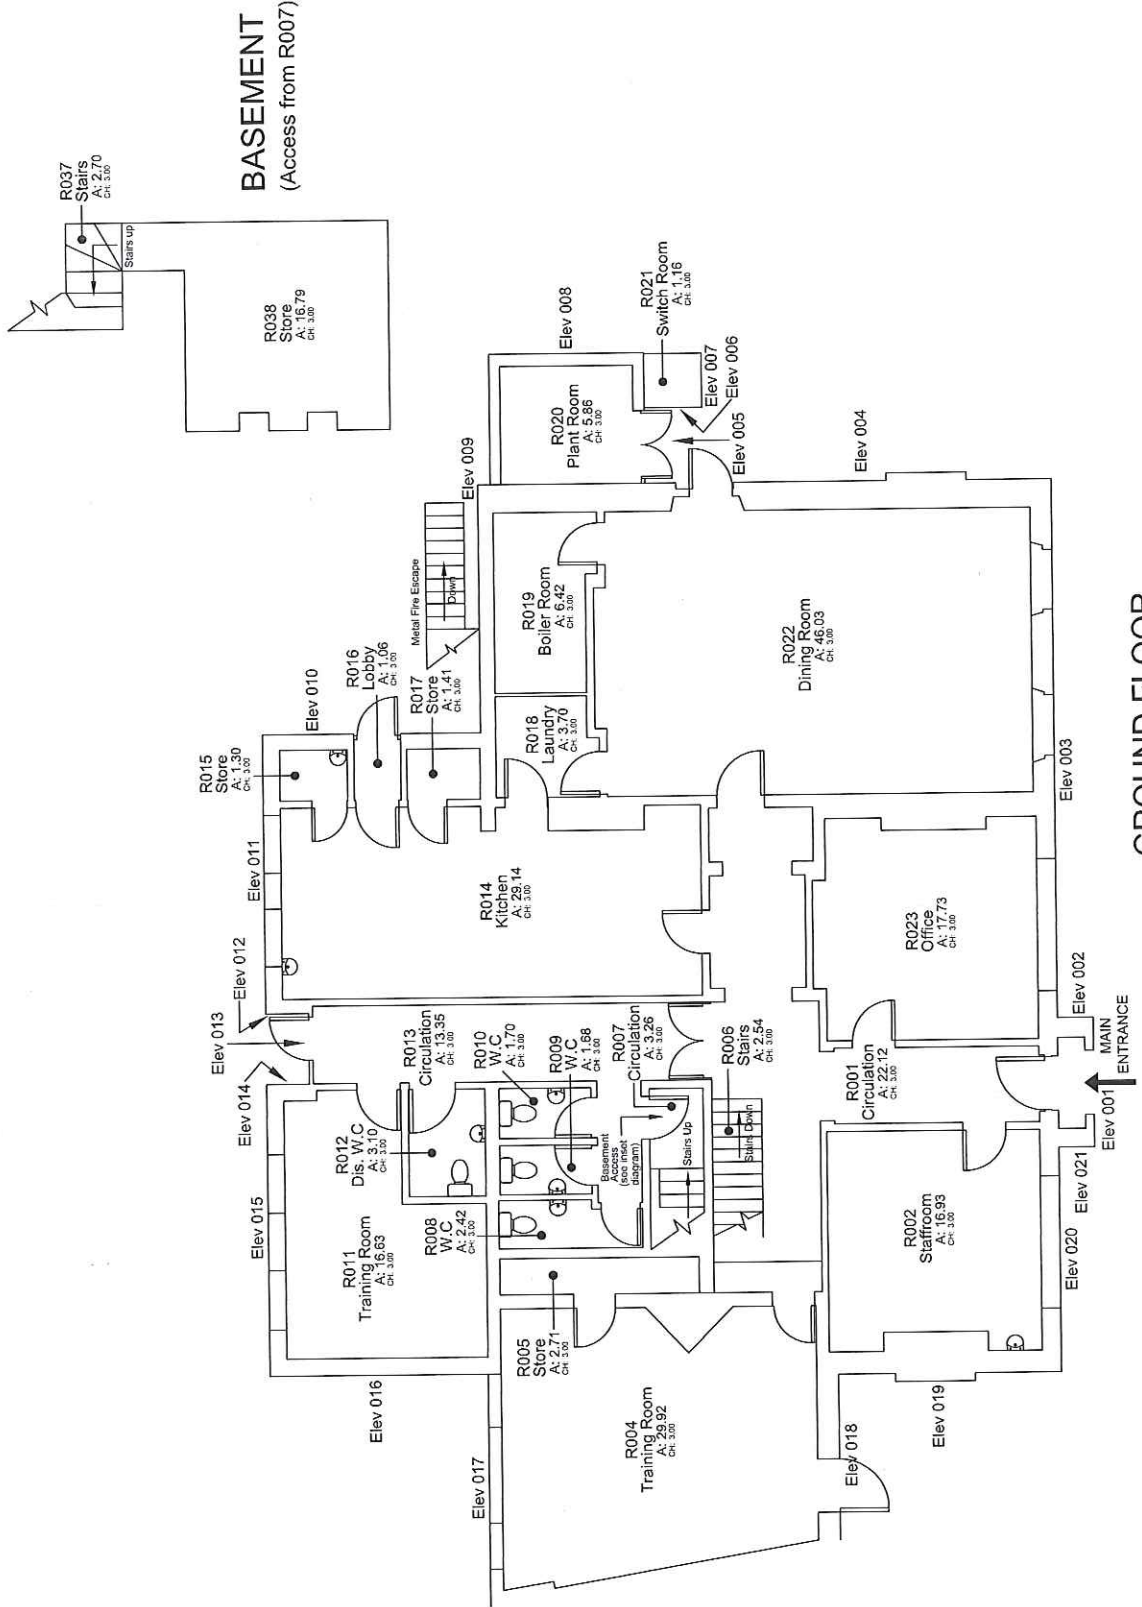 BASEMENT
(Access from R007)
R037
Stairs
A: 2.70
CH: 3.00
Stairs up
R038
Store
A: 16.79
CH: 3.00
Elev 008
R021
Switch Room
A: 1.16
CH: 3.00
R020
Plant Room
A: 5.86
CH: 3.00
Elev 007
Elev 006
Elev 005
Elev 004
Elev 009
Metal Fire Escape
Down
R019
Boiler Room
A: 6.42
CH: 3.00
R022
Dining Room
A: 46.03
CH: 3.00
Elev 003
R018
Laundry
A: 3.70
CH: 3.00
R017
Store
A: 1.41
CH: 3.00
R016
Lobby
A: 1.06
CH: 3.00
Elev 010
R015
Store
A: 1.30
CH: 3.00
Elev 011
R014
Kitchen
A: 29.14
CH: 3.00
R023
Office
A: 17.73
CH: 3.00
Elev 002
Elev 012
Elev 013
Elev 014
R013
Circulation
A: 13.35
CH: 3.00
R010
W.C
A: 1.70
CH: 3.00
R009
W.C
A: 1.68
CH: 3.00
R007
Circulation
A: 3.26
CH: 3.00
R006
Stairs
A: 2.54
CH: 3.00
R001
Circulation
A: 22.12
CH: 3.00
MAIN
ENTRANCE
Elev 001
Elev 021
Elev 020
Elev 015
R012
Dis. W.C
A: 3.10
CH: 3.00
R008
W.C
A: 2.42
CH: 3.00
Basement
Access
(see inset
diagram)
Stairs Up
Stairs Down
R011
Training Room
A: 16.63
CH: 3.00
R002
Staffroom
A: 16.93
CH: 3.00
R005
Store
A: 2.71
CH: 3.00
Elev 016
Elev 017
R004
Training Room
A: 29.92
CH: 3.00
Elev 018
Elev 019
GROUND FLOOR